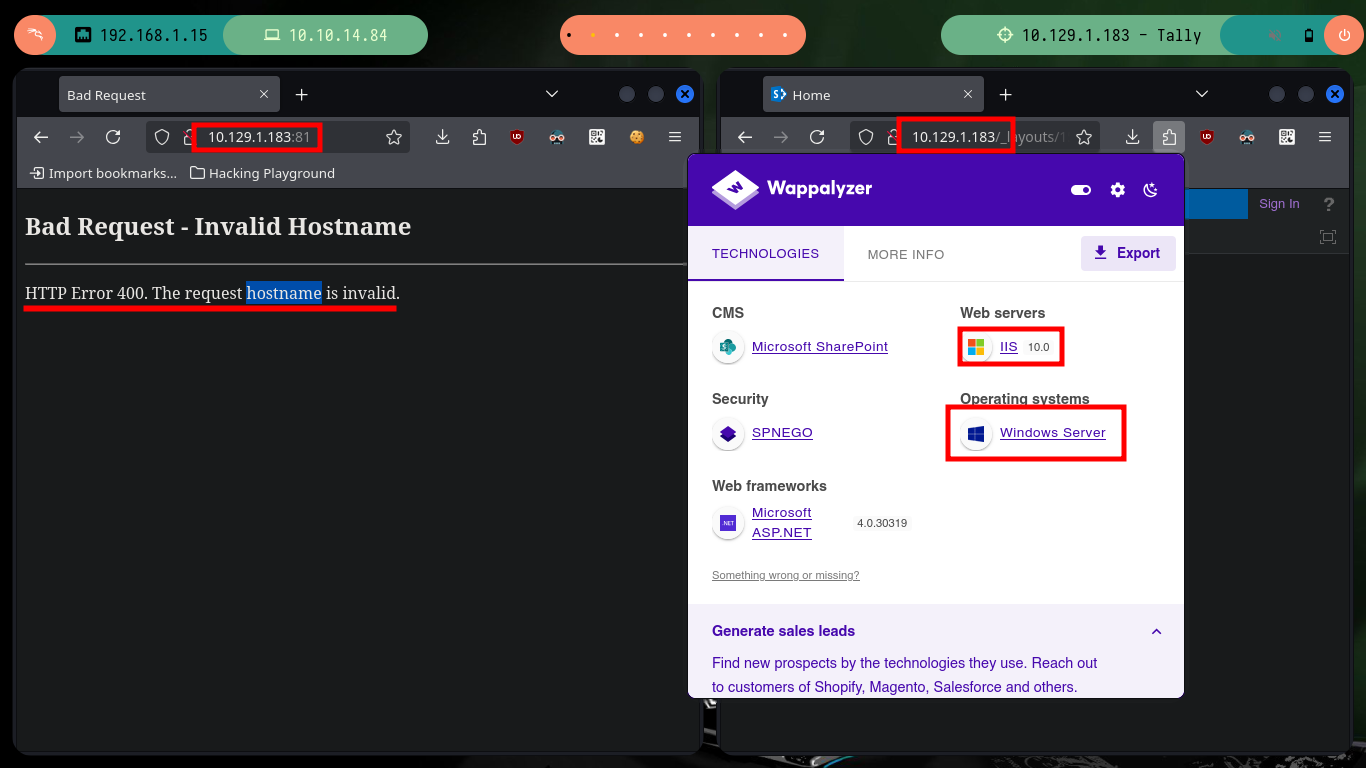 192.168.1.15
10.10.14.84
10.129.1.183 - Tally
Bad Request
10.129.1.183:81
Import bookmarks...
Hacking Playground
Bad Request - Invalid Hostname
HTTP Error 400. The request hostname is invalid.
Home
10.129.1.183/_layouts/1
Sign In
?
Wappalyzer
TECHNOLOGIES
MORE INFO
Export
CMS
Microsoft SharePoint
Web servers
IIS 10.0
Security
SPNEGO
Operating systems
Windows Server
Web frameworks
Microsoft
ASP.NET
4.0.30319
Something wrong or missing?
Generate sales leads
Find new prospects by the technologies they use. Reach out
to customers of Shopify, Magento, Salesforce and others.